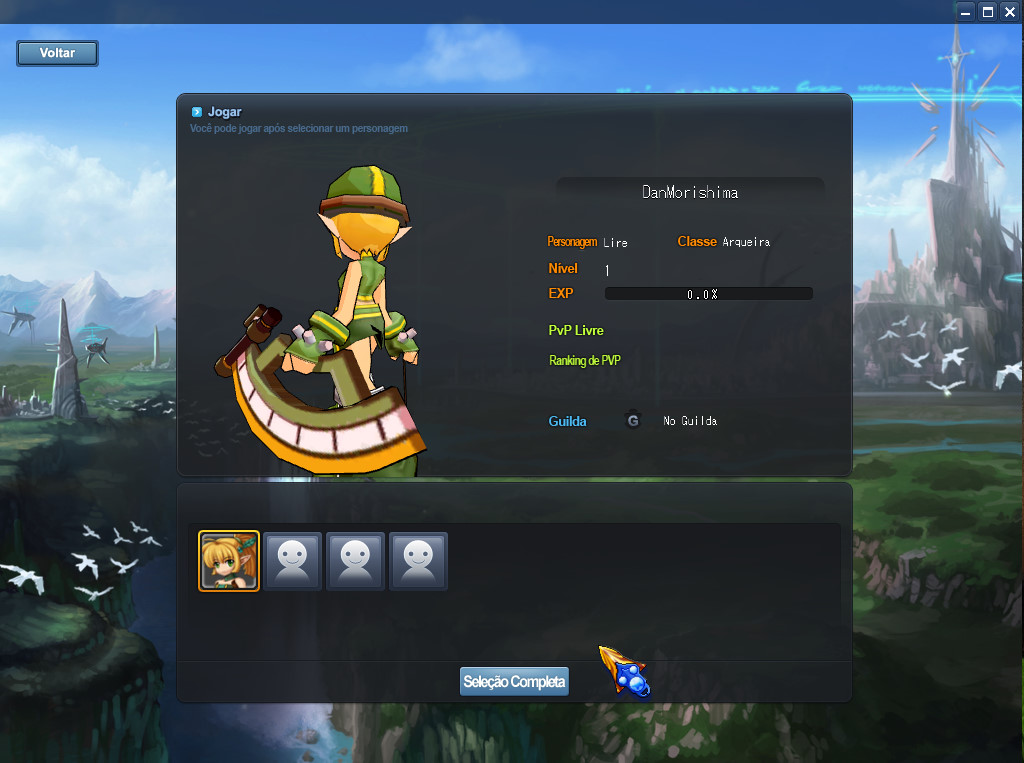 Voltar
Jogar
Você pode jogar após selecionar um personagem
DanMorishima
Personagem Lire Classe Arqueira
Nível 1
EXP 0.0%
PvP Livre
Ranking de PVP
Guilda G No Guilda
Seleção Completa